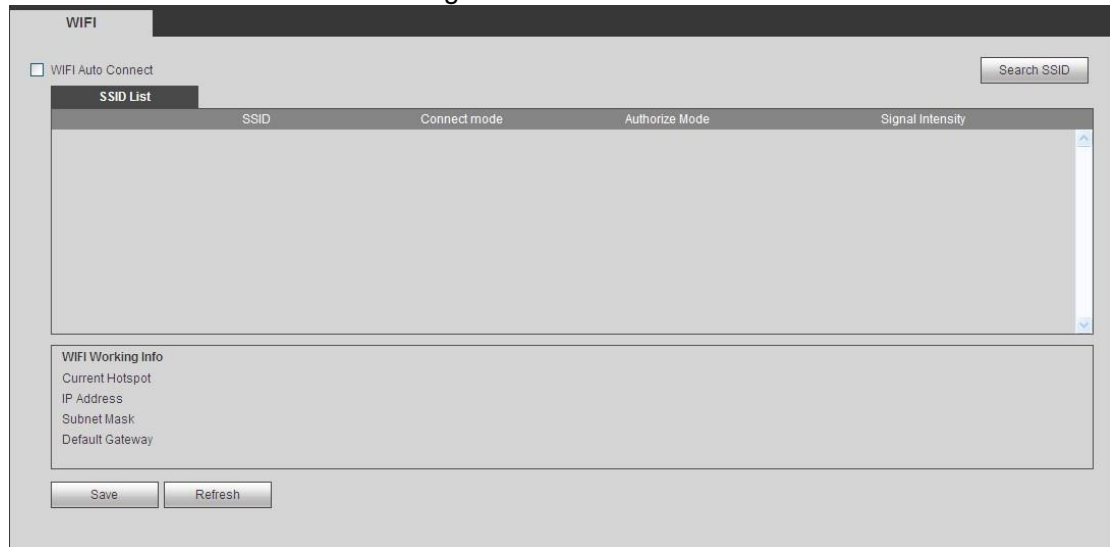 WIFI
WIFI Auto Connect Search SSID
SSID List
SSID Connect mode Authorize Mode Signal Intensity
WIFI Working Info
Current Hotspot
IP Address
Subnet Mask
Default Gateway
Save Refresh